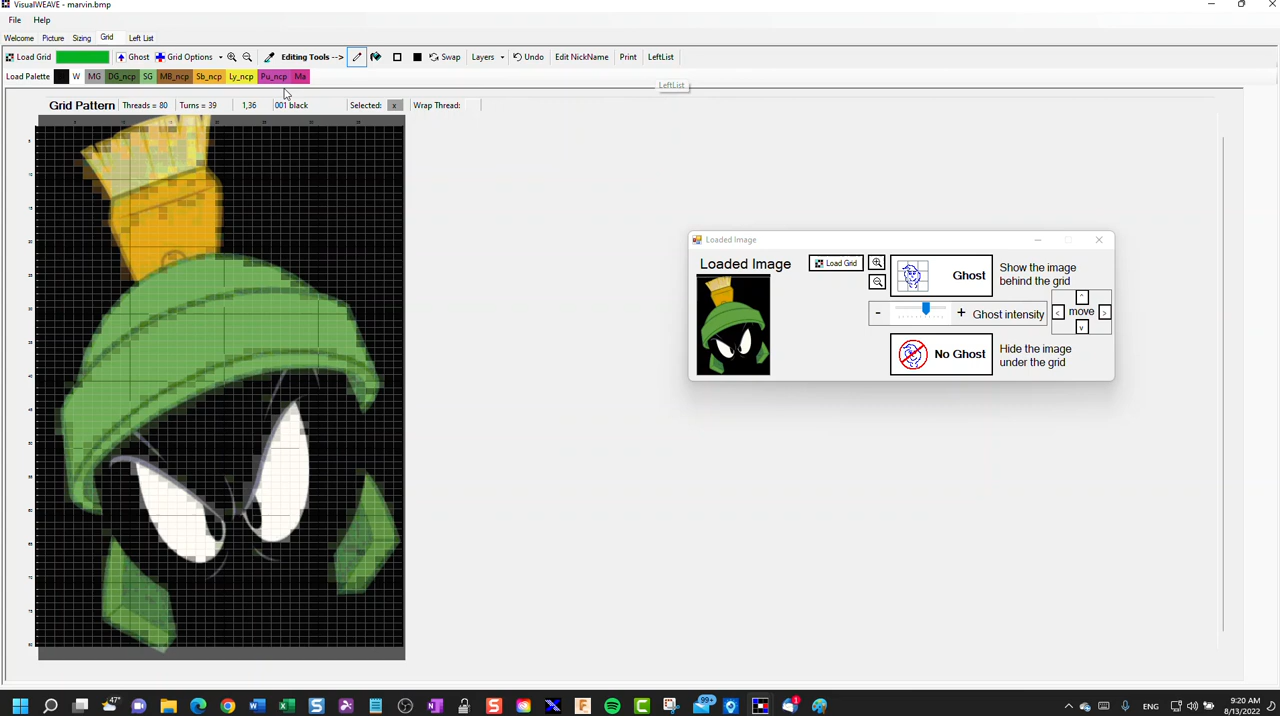 VisualWEAVE - marvin.bmp
File Help
Welcome Picture Sizing Grid Left List
Load Grid Ghost Grid Options Editing Tools --> Swap Layers Undo Edit NickName Print LeftList
Load Palette W MG DG_ncp SG MB_ncp Sb_ncp Ly_ncp Pu_ncp Ma
LeftList
Grid Pattern Threads = 80 Turns = 39 1,36 001 black Selected: x Wrap Thread:
Loaded Image
Loaded Image Load Grid
Ghost Show the image behind the grid
- + Ghost intensity < move > ^ v
No Ghost Hide the image under the grid
47°
99+
1
ENG
9:20 AM
8/13/2022